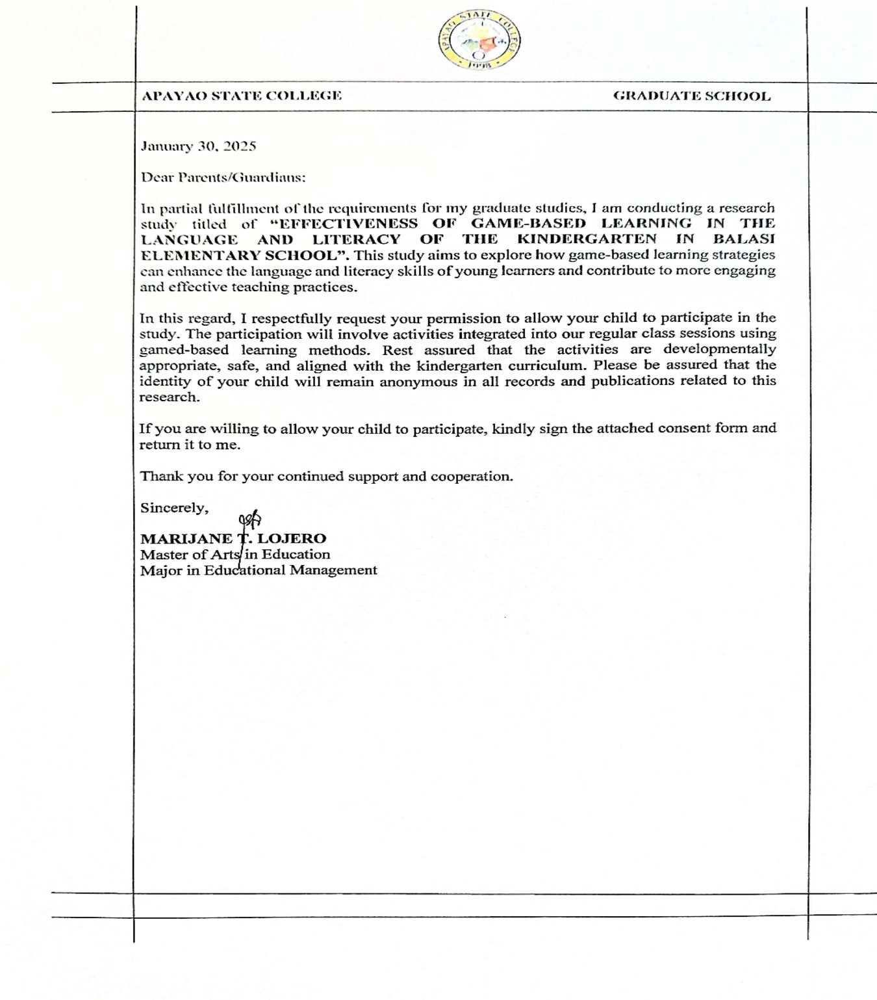 APAYAO STATE COLLEGE
1998
APAYAO STATE COLLEGE GRADUATE SCHOOL
January 30, 2025
Dear Parents/Guardians:
In partial fulfillment of the requirements for my graduate studies, I am conducting a research
study titled of “EFFECTIVENESS OF GAME-BASED LEARNING IN THE
LANGUAGE AND LITERACY OF THE KINDERGARTEN IN BALASI
ELEMENTARY SCHOOL”. This study aims to explore how game-based learning strategies
can enhance the language and literacy skills of young learners and contribute to more engaging
and effective teaching practices.
In this regard, I respectfully request your permission to allow your child to participate in the
study. The participation will involve activities integrated into our regular class sessions using
gamed-based learning methods. Rest assured that the activities are developmentally
appropriate, safe, and aligned with the kindergarten curriculum. Please be assured that the
identity of your child will remain anonymous in all records and publications related to this
research.
If you are willing to allow your child to participate, kindly sign the attached consent form and
return it to me.
Thank you for your continued support and cooperation.
Sincerely,
MARIJANE T. LOJERO
Master of Arts in Education
Major in Educational Management